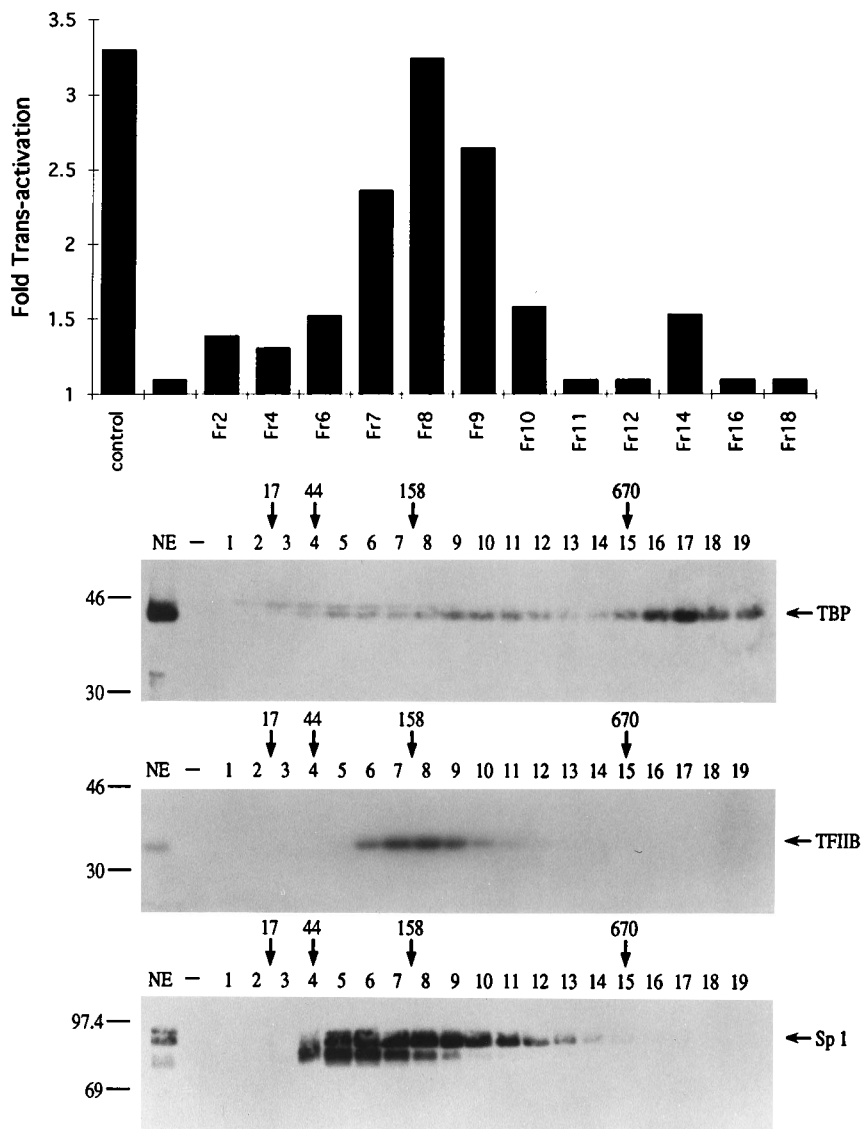 3.5
3
2.5
2
1.5
1
Fold Trans-activation
control
Fr2
Fr4
Fr6
Fr7
Fr8
Fr9
Fr10
Fr11
Fr12
Fr14
Fr16
Fr18
17 44 158 670
NE – 1 2 3 4 5 6 7 8 9 10 11 12 13 14 15 16 17 18 19
46
TBP
30
17 44 158 670
NE – 1 2 3 4 5 6 7 8 9 10 11 12 13 14 15 16 17 18 19
46
TFIIB
30
17 44 158 670
NE – 1 2 3 4 5 6 7 8 9 10 11 12 13 14 15 16 17 18 19
97.4
Sp 1
69